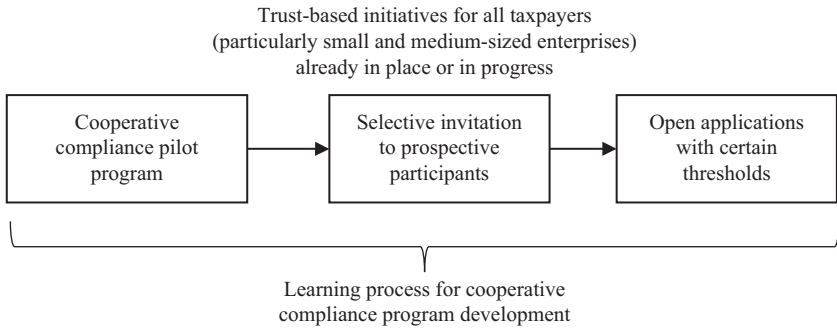 Trust-based initiatives for all taxpayers
(particularly small and medium-sized enterprises)
already in place or in progress
Cooperative
compliance pilot
program
Selective invitation
to prospective
participants
Open applications
with certain
thresholds
Learning process for cooperative
compliance program development